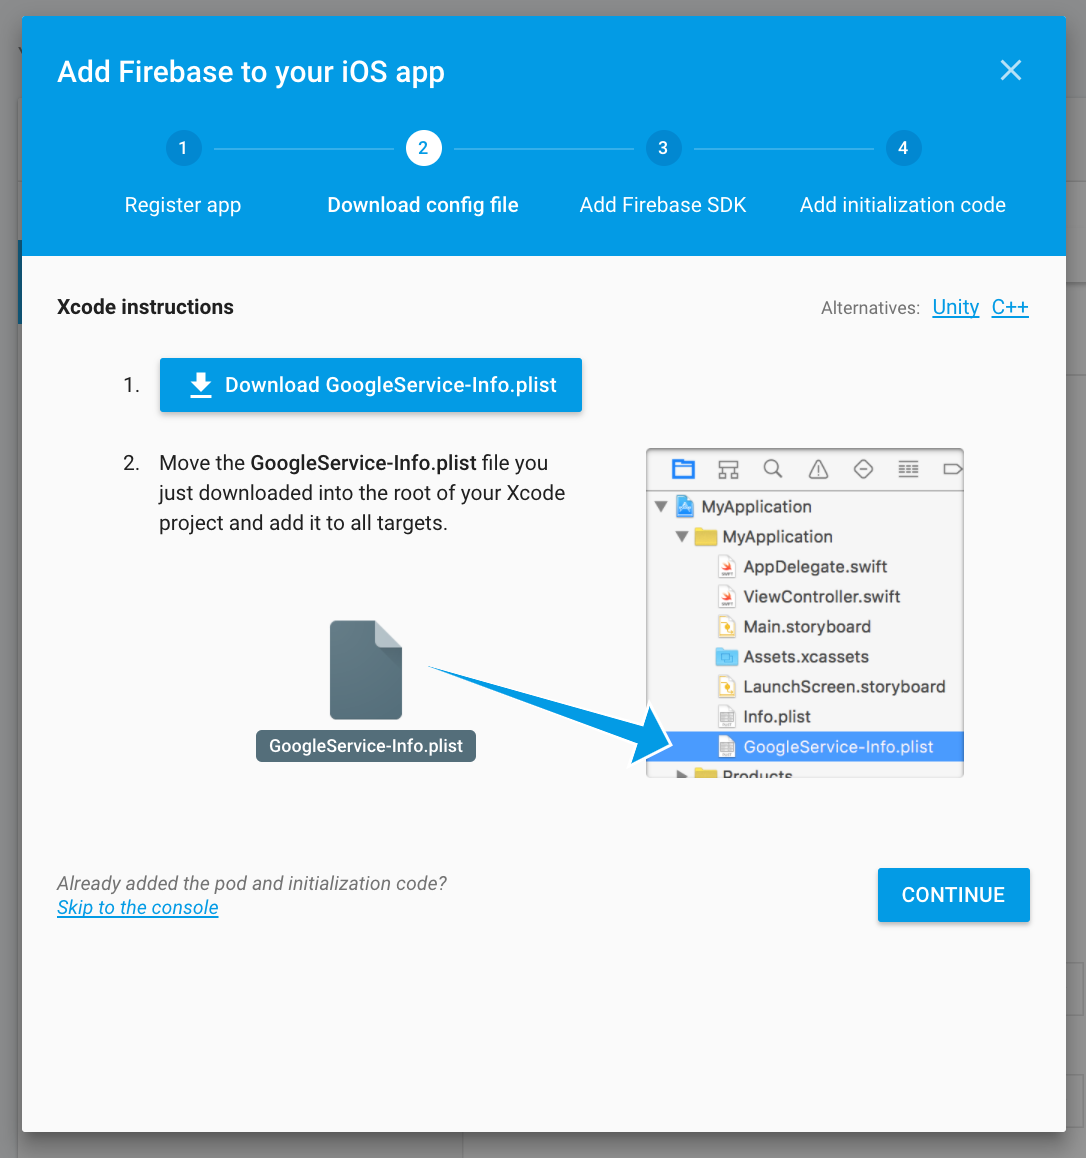 Add Firebase to your iOS app
1
2
3
4
Register app
Download config file
Add Firebase SDK
Add initialization code
Xcode instructions
Alternatives: Unity C++
1. Download GoogleService-Info.plist
2. Move the GoogleService-Info.plist file you
just downloaded into the root of your Xcode
project and add it to all targets.
MyApplication
MyApplication
AppDelegate.swift
ViewController.swift
Main.storyboard
Assets.xcassets
LaunchScreen.storyboard
Info.plist
GoogleService-Info.plist
Products
GoogleService-Info.plist
Already added the pod and initialization code?
Skip to the console
CONTINUE